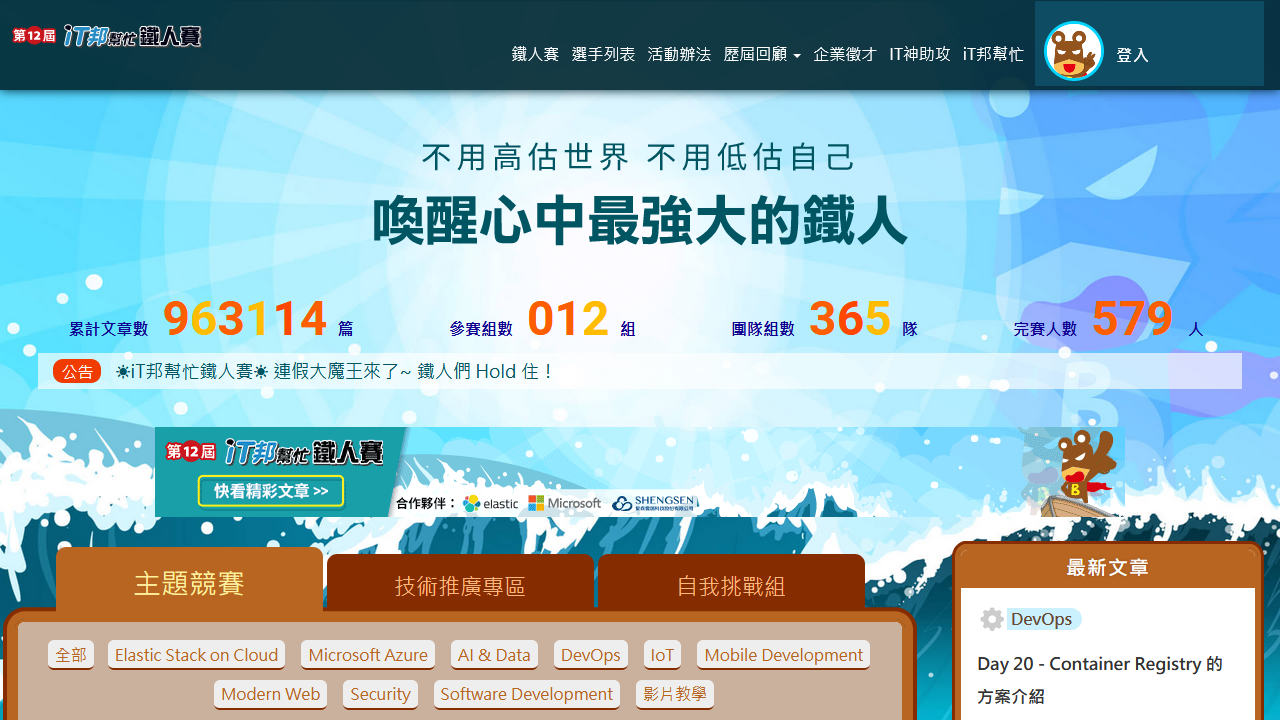 第12屆 iT邦幫忙 鐵人賽
鐵人賽 選手列表 活動辦法 歷屆回顧 企業徵才 IT神助攻 iT邦幫忙 登入
不用高估世界 不用低估自己
喚醒心中最強大的鐵人
累計文章數 963114 篇 參賽組數 012 組 團隊組數 365 隊 完賽人數 579 人
公告 ☀iT邦幫忙鐵人賽☀ 連假大魔王來了~ 鐵人們 Hold 住！
B
第12屆 iT邦幫忙 鐵人賽
快看精彩文章 >>
合作夥伴： elastic Microsoft SHENGSEN
B
主題競賽 技術推廣專區 自我挑戰組
最新文章
全部 Elastic Stack on Cloud Microsoft Azure AI & Data DevOps IoT Mobile Development
Modern Web Security Software Development 影片教學
DevOps
Day 20 - Container Registry 的
方案介紹